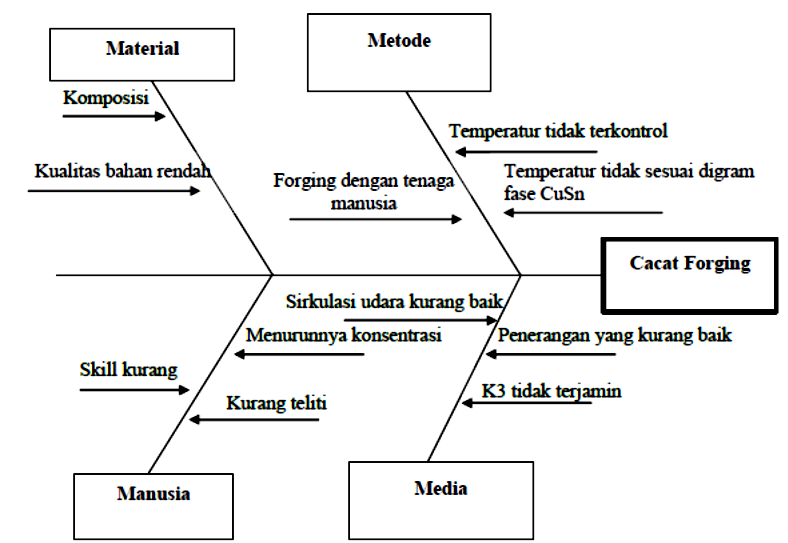 Material
Metode
Komposisi
Temperatur tidak terkontrol
Kualitas bahan rendah
Forging dengan tenaga
manusia
Temperatur tidak sesuai digram
fase CuSn
Cacat Forging
Sirkulasi udara kurang baik
Menurunnya konsentrasi
Penerangan yang kurang baik
Skill kurang
Kurang teliti
K3 tidak terjamin
Manusia
Media